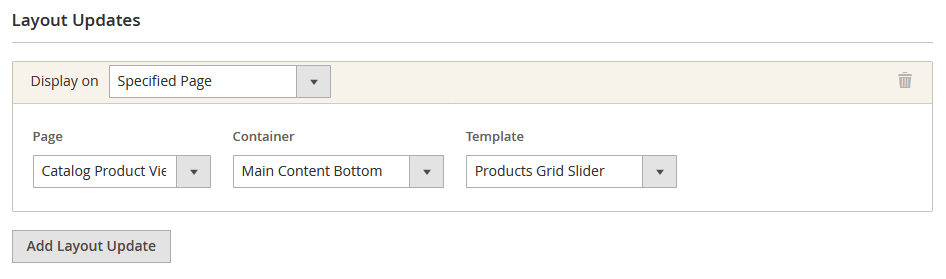 Layout Updates
Display on Specified Page
Page Container Template
Catalog Product Vie Main Content Bottom Products Grid Slider
Add Layout Update